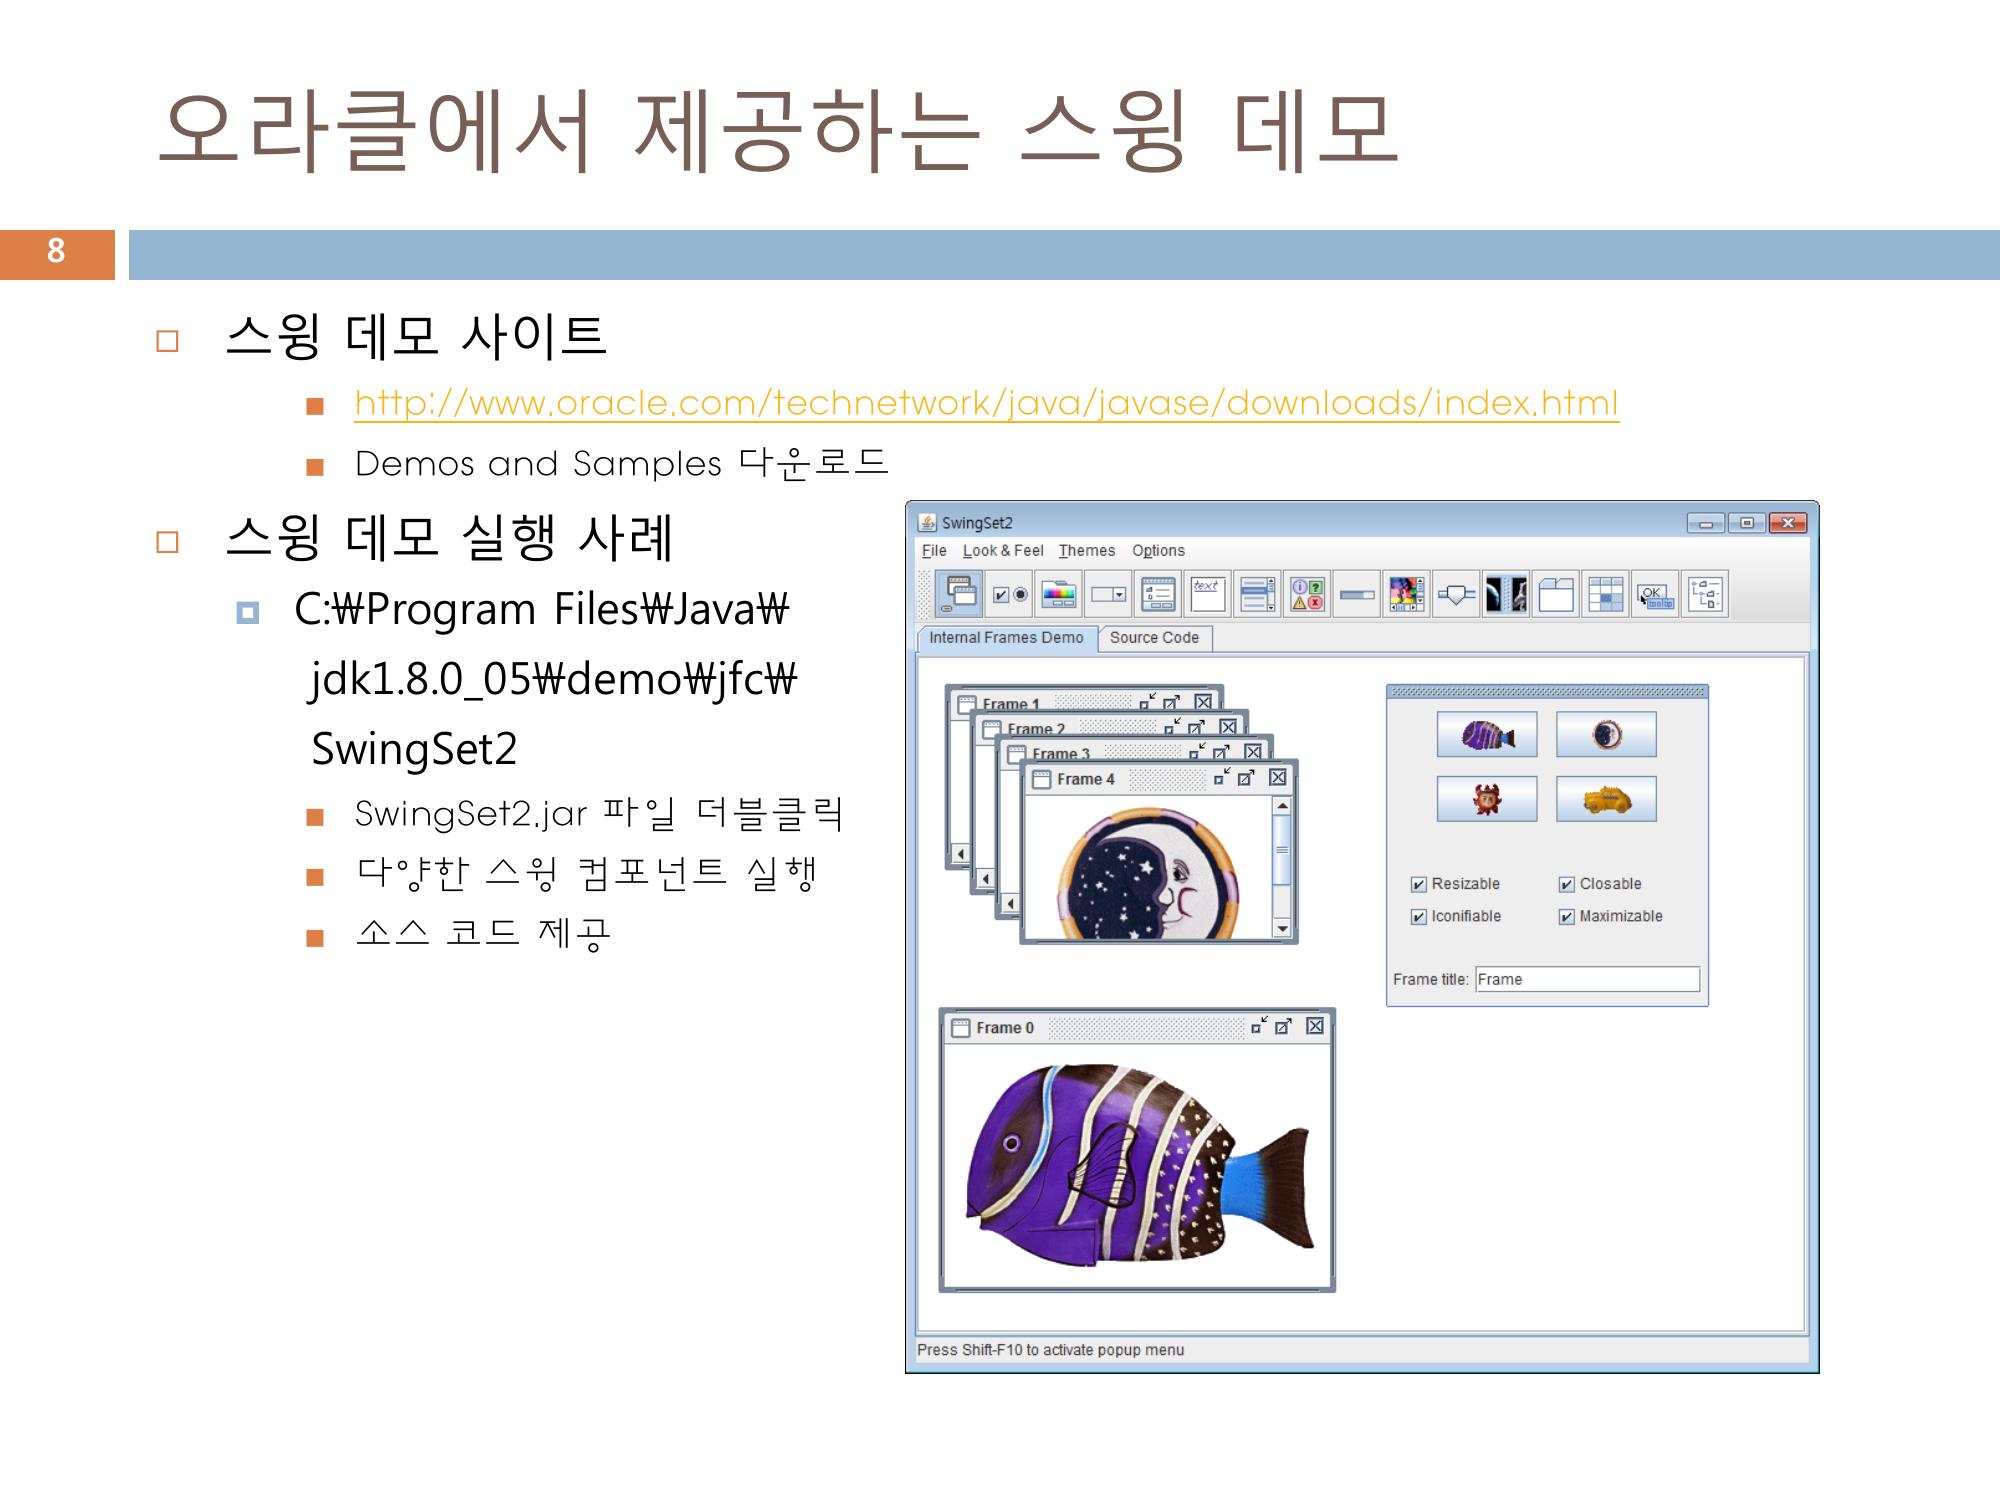 오라클에서 제공하는 스윙 데모
8
스윙 데모 사이트
http://www.oracle.com/technetwork/java/javase/downloads/index.html
Demos and Samples 다운로드
스윙 데모 실행 사례
C:₩Program Files₩Java₩
jdk1.8.0_05₩demo₩jfc₩
SwingSet2
SwingSet2.jar 파일 더블클릭
다양한 스윙 컴포넌트 실행
소스 코드 제공
SwingSet2
File Look & Feel Themes Options
text
OK
tooltip
Internal Frames Demo Source Code
Frame 1
Frame 2
Frame 3
Frame 4
Resizable Closable
Iconifiable Maximizable
Frame title: Frame
Frame 0
Press Shift-F10 to activate popup menu